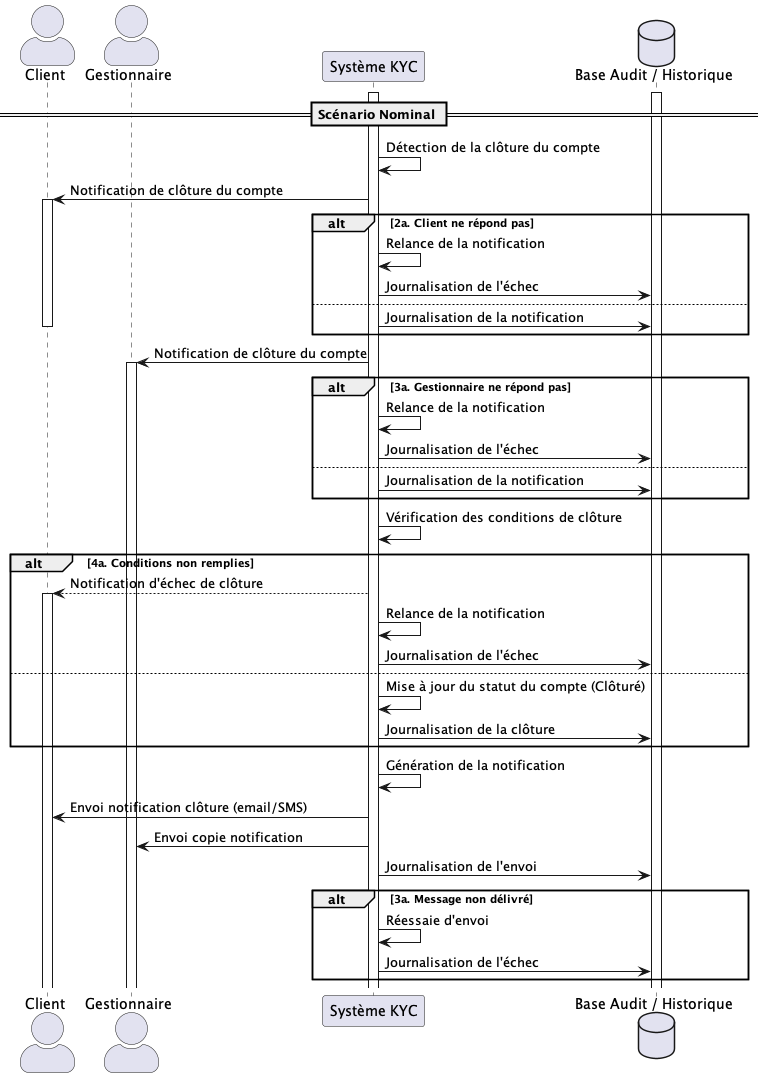 Client
Gestionnaire
Système KYC
Base Audit / Historique
Scénario Nominal
Détection de la clôture du compte
Notification de clôture du compte
alt
[2a. Client ne répond pas]
Relance de la notification
Journalisation de l'échec
Journalisation de la notification
Notification de clôture du compte
alt
[3a. Gestionnaire ne répond pas]
Relance de la notification
Journalisation de l'échec
Journalisation de la notification
Vérification des conditions de clôture
alt
[4a. Conditions non remplies]
Notification d'échec de clôture
Relance de la notification
Journalisation de l'échec
Mise à jour du statut du compte (Clôturé)
Journalisation de la clôture
Génération de la notification
Envoi notification clôture (email/SMS)
Envoi copie notification
Journalisation de l'envoi
alt
[3a. Message non délivré]
Réessaie d'envoi
Journalisation de l'échec
Client
Gestionnaire
Système KYC
Base Audit / Historique